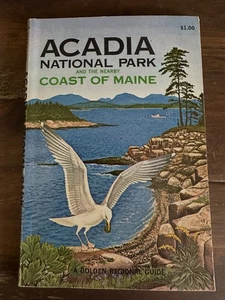 $1.00
ACADIA
NATIONAL PARK
AND THE NEARBY
COAST OF MAINE
A GOLDEN REGIONAL GUIDE